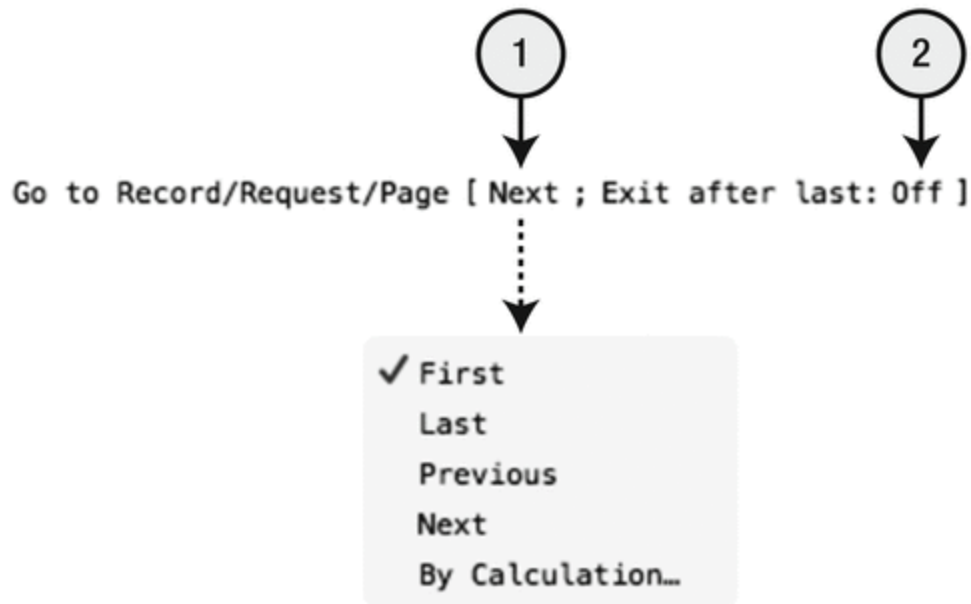 1
2
Go to Record/Request/Page [ Next ; Exit after last: Off ]
✓ First
Last
Previous
Next
By Calculation…